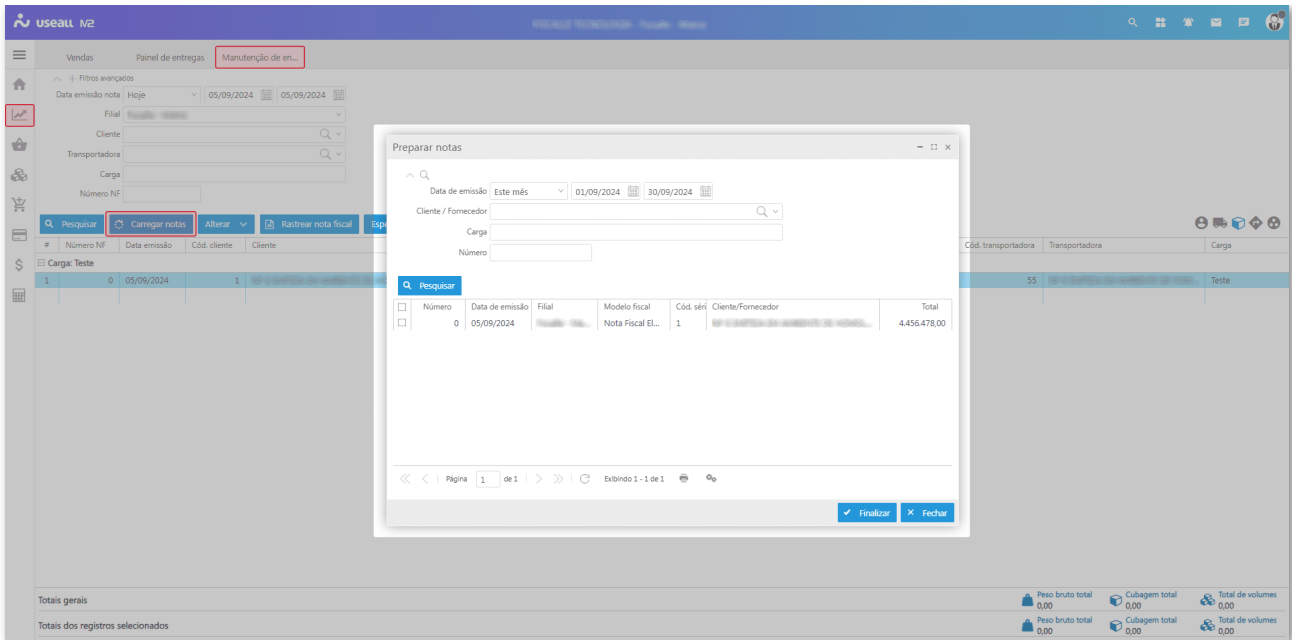 useall M2
Vendas Painel de entregas Manutenção de en...
Filtros avançados
Data emissão nota Hoje 05/09/2024 05/09/2024
Filial
Cliente
Transportadora
Carga
Número NF
Pesquisar Carregar notas Alterar Rastrear nota fiscal Espe
# Número NF Data emissão Cód. cliente Cliente Cód. transportadora Transportadora Carga
Carga: Teste
1 0 05/09/2024 1 55 Teste
Preparar notas
Data de emissão Este mês 01/09/2024 30/09/2024
Cliente / Fornecedor
Carga
Número
Pesquisar
Número Data de emissão Filial Modelo fiscal Cód. séri Cliente/Fornecedor Total
0 05/09/2024 Nota Fiscal El... 1 4.456.478,00
Página 1 de 1 Exibindo 1 - 1 de 1
Finalizar Fechar
Totais gerais Peso bruto total 0,00 Cubagem total 0,00 Total de volumes 0,00
Totais dos registros selecionados Peso bruto total 0,00 Cubagem total 0,00 Total de volumes 0,00